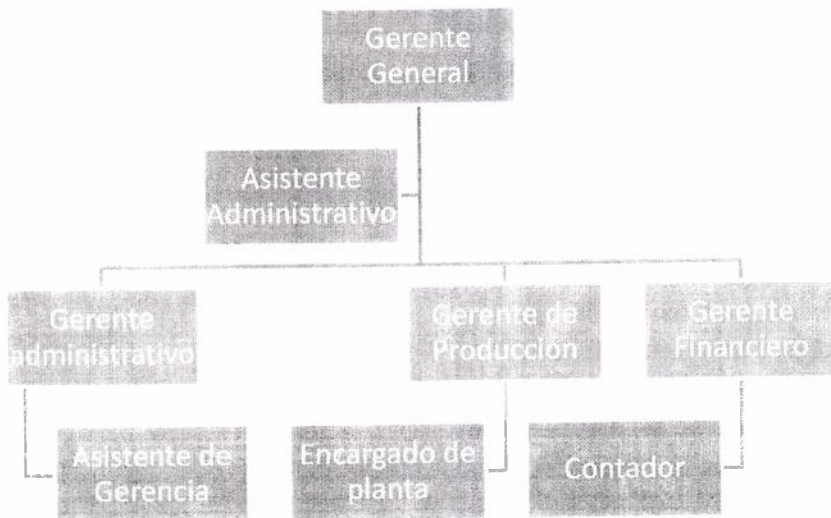 Gerente
General
Asistente
Administrativo
Gerente
administrativo
Gerente de
Producción
Gerente
Financiero
Asistente de
Gerencia
Encargado de
planta
Contador